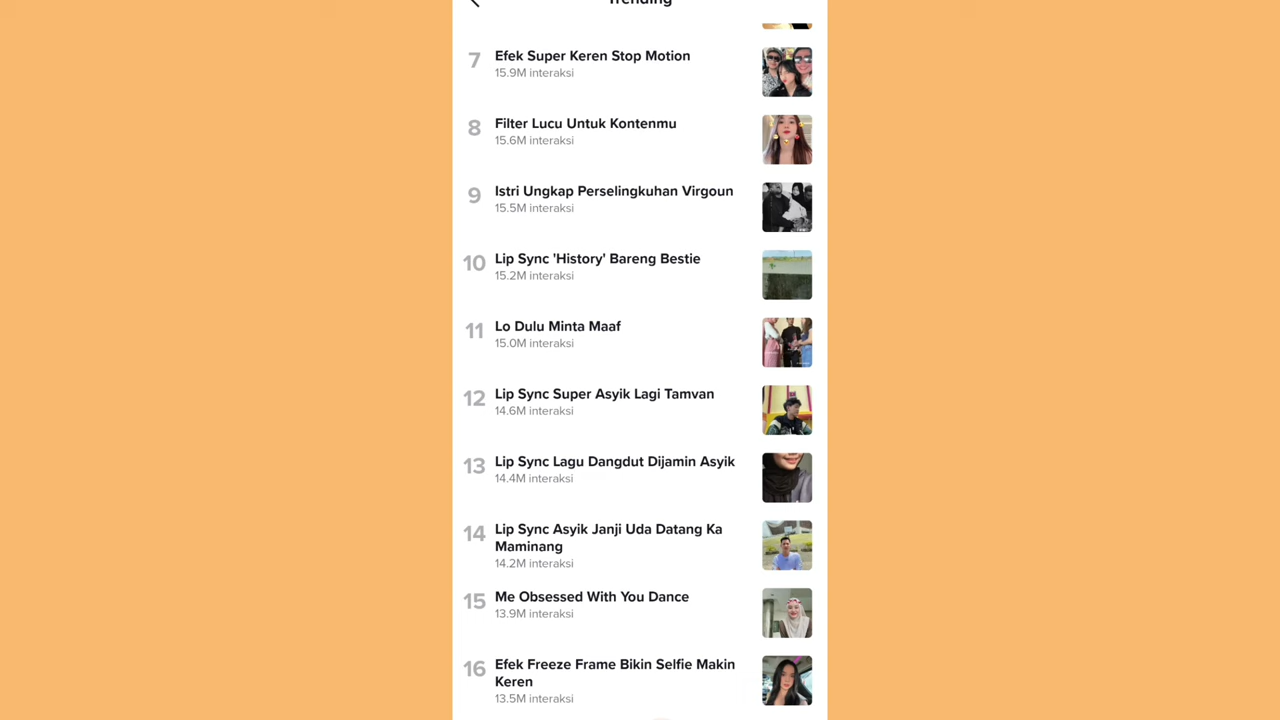 Trending
7
Efek Super Keren Stop Motion
15.9M interaksi
8
Filter Lucu Untuk Kontenmu
15.6M interaksi
9
Istri Ungkap Perselingkuhan Virgoun
15.5M interaksi
10
Lip Sync 'History' Bareng Bestie
15.2M interaksi
11
Lo Dulu Minta Maaf
15.0M interaksi
12
Lip Sync Super Asyik Lagi Tamvan
14.6M interaksi
13
Lip Sync Lagu Dangdut Dijamin Asyik
14.4M interaksi
14
Lip Sync Asyik Janji Uda Datang Ka
Maminang
14.2M interaksi
15
Me Obsessed With You Dance
13.9M interaksi
16
Efek Freeze Frame Bikin Selfie Makin
Keren
13.5M interaksi